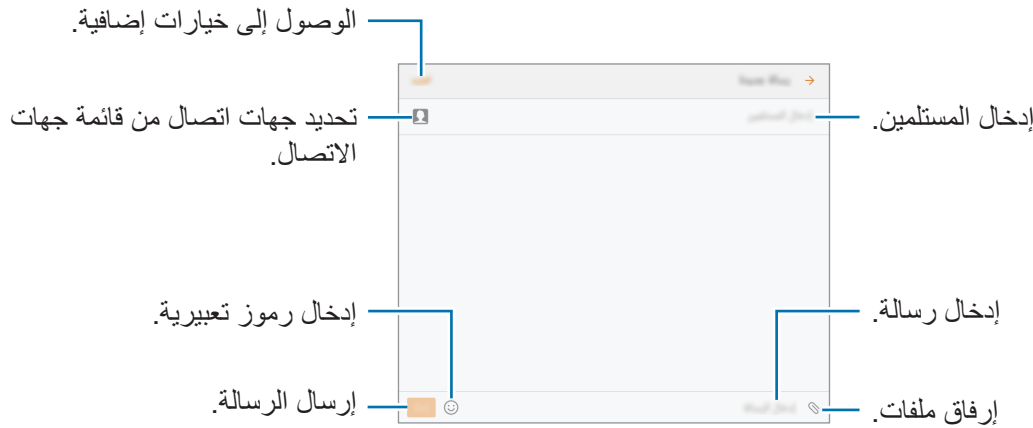 الوصول إلى خيارات إضافية.
إدخال المستلمين.
تحديد جهات اتصال من قائمة جهات
الاتصال.
إدخال رسالة.
إدخال رموز تعبيرية.
إرفاق ملفات.
إرسال الرسالة.